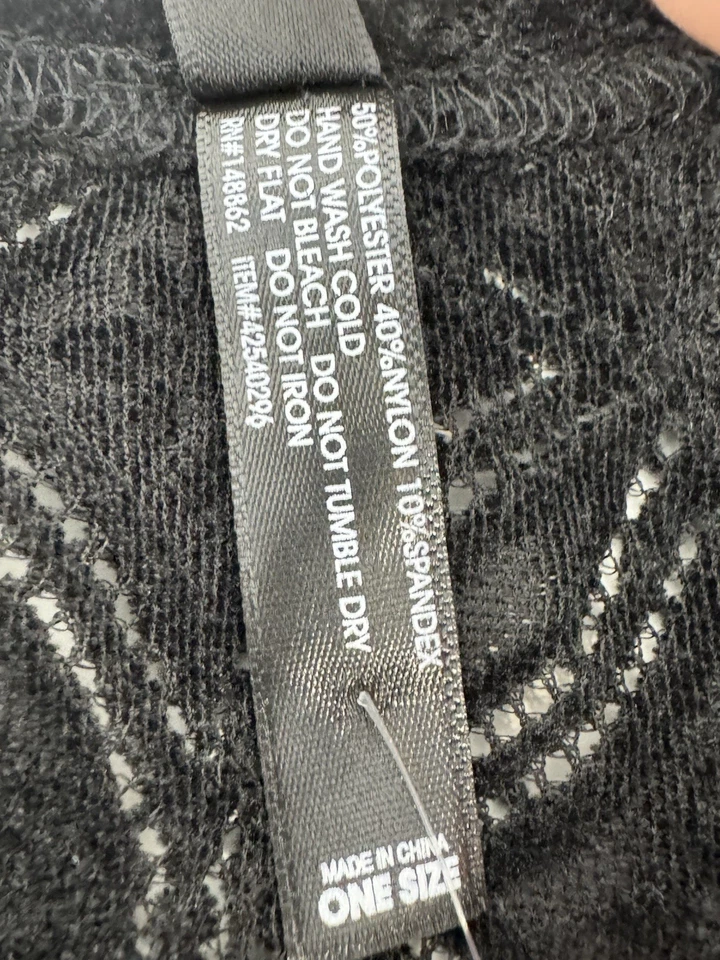 50%POLYESTER 40%NYLON 10%SPANDEX
HAND WASH COLD
DO NOT BLEACH DO NOT TUMBLE DRY
DRY FLAT DO NOT IRON
RN#148862 ITEM#42540296
MADE IN CHINA
ONE SIZE